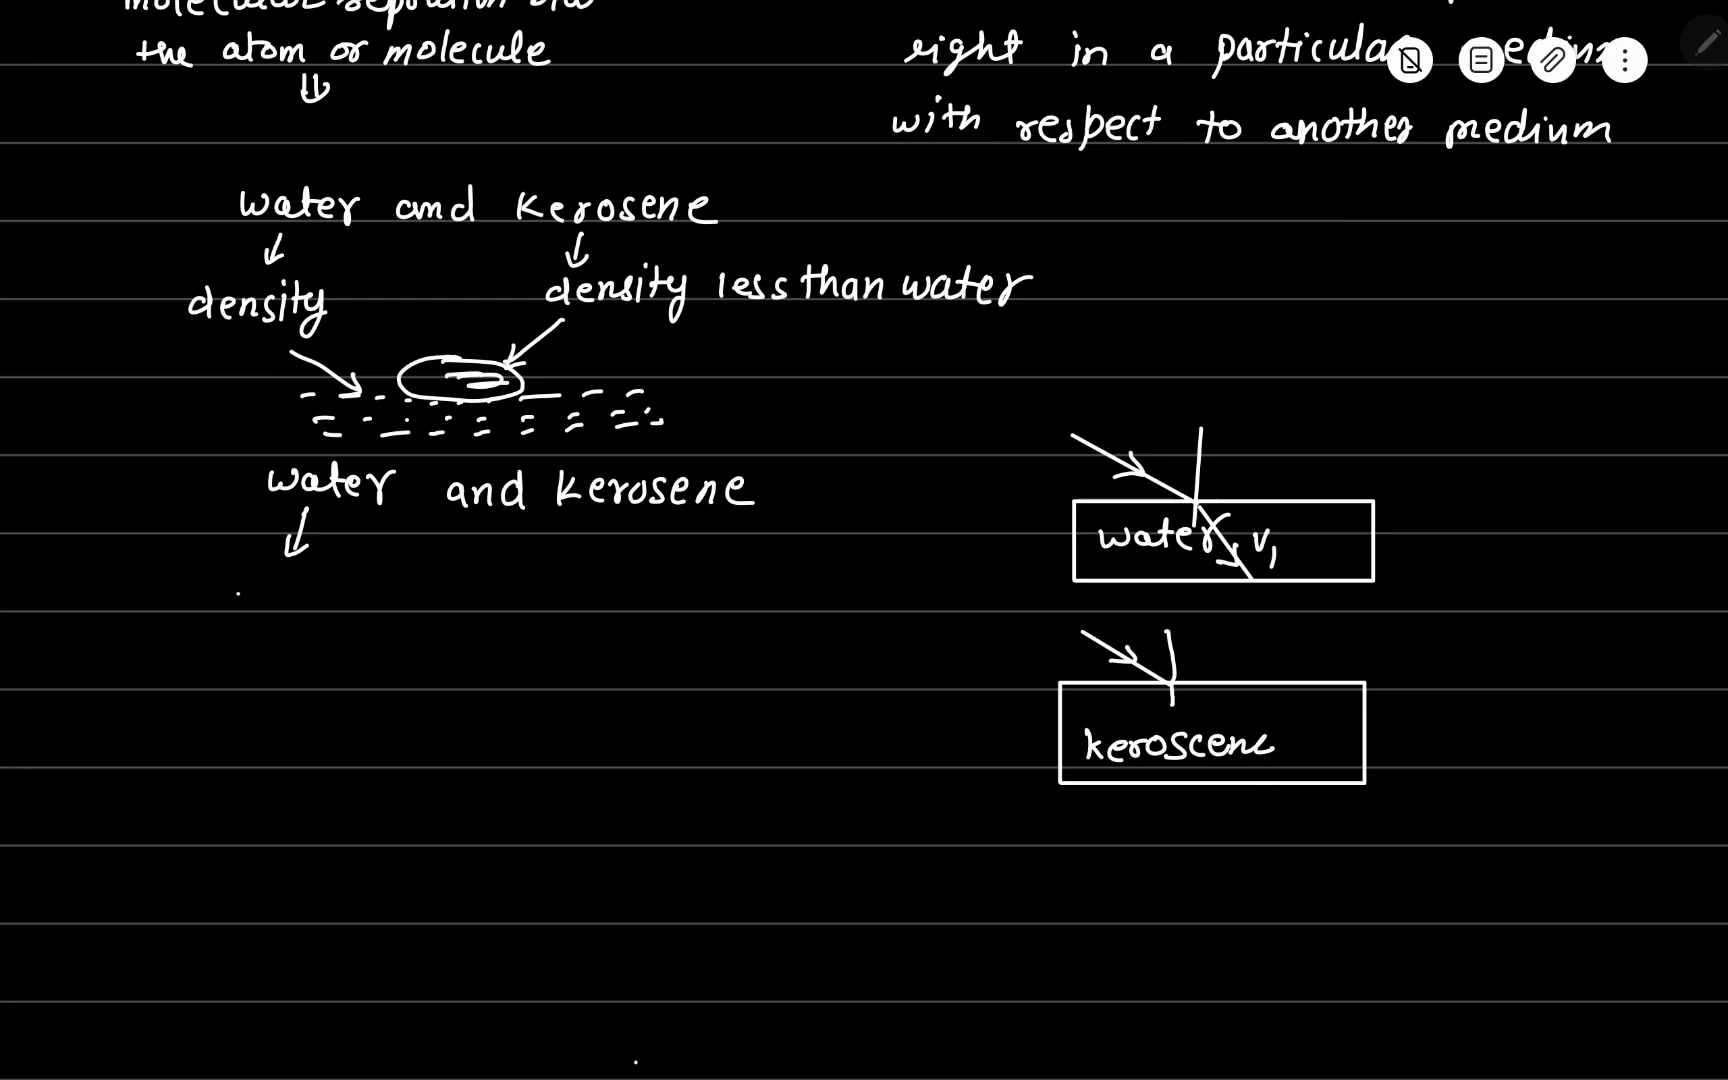 the atom or molecule
right in a particular
with respect to another medium
water and kerosene
density
density less than water
water and kerosene
water v1
keroscene